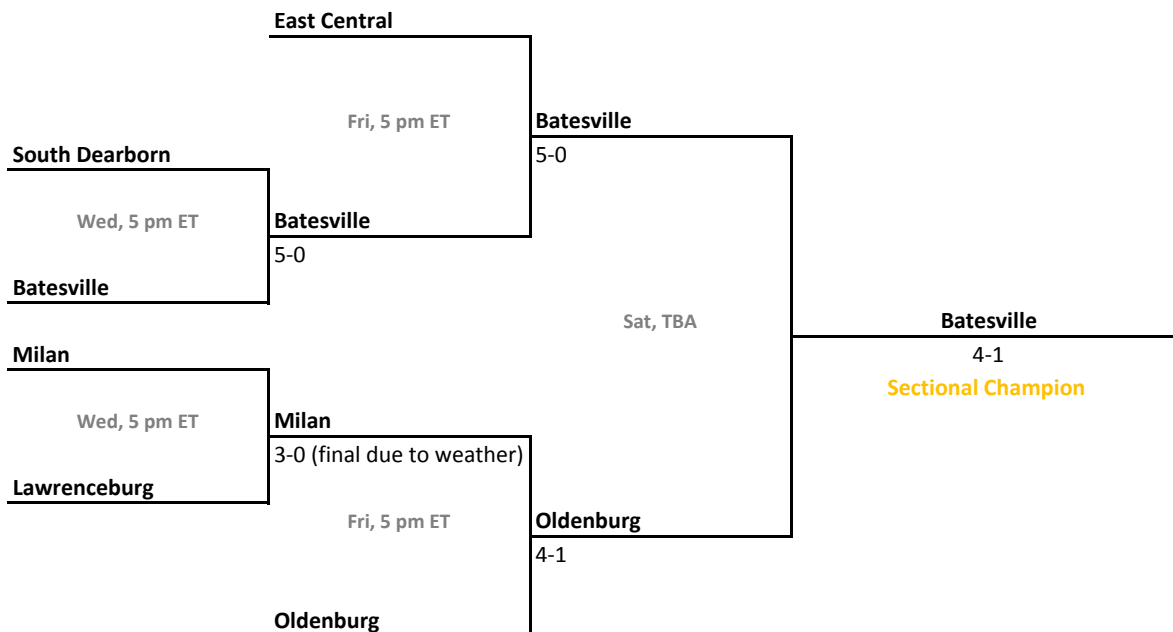 East Central
Fri, 5 pm ET
Batesville
5-0
South Dearborn
Wed, 5 pm ET
Batesville
5-0
Batesville
Sat, TBA
Batesville
4-1
Sectional Champion
Milan
Wed, 5 pm ET
Milan
3-0 (final due to weather)
Lawrenceburg
Fri, 5 pm ET
Oldenburg
4-1
Oldenburg